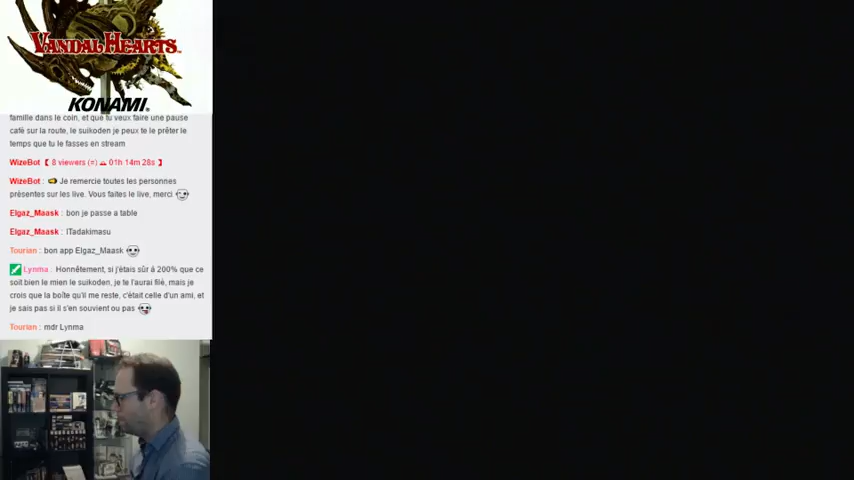 VANDAL HEARTS
KONAMI
famille dans le coin, et que tu veux faire une pause
café sur la route, le suikoden je peux te le prêter le
temps que tu le fasses en stream
WizeBot 【 8 viewers (=) 01h 14m 28s 】
WizeBot : Je remercie toutes les personnes
présentes sur les live. Vous faites le live, merci
Elgaz_Maask : bon je passe a table
Elgaz_Maask : ITadakimasu
Tourian : bon app Elgaz_Maask
Lynma : Honnêtement, si j'étais sûr à 200% que ce
soit bien le mien le suikoden, je te l'aurai filé, mais je
crois que la boîte qu'il me reste, c'était celle d'un ami, et
je sais pas si il s'en souvient ou pas
Tourian : mdr Lynma